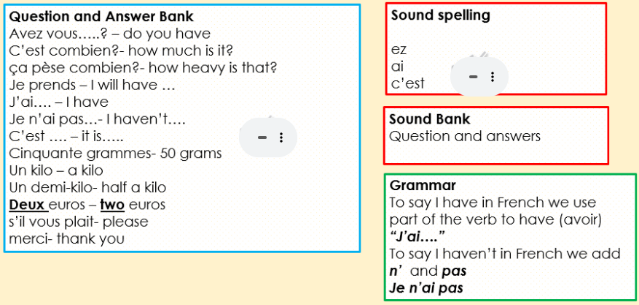 Question and Answer Bank
Avez vous…..? – do you have
C'est combien?- how much is it?
ça pèse combien?- how heavy is that?
Je prends – I will have …
J'ai…. – I have
Je n'ai pas…- I haven't….
C'est …. – it is…..
Cinquante grammes- 50 grams
Un kilo – a kilo
Un demi-kilo- half a kilo
Deux euros – two euros
s'il vous plait- please
merci- thank you
Sound spelling
ez
ai
c'est
Sound Bank
Question and answers
Grammar
To say I have in French we use
part of the verb to have (avoir)
"J'ai…."
To say I haven't in French we add
n' and pas
Je n'ai pas